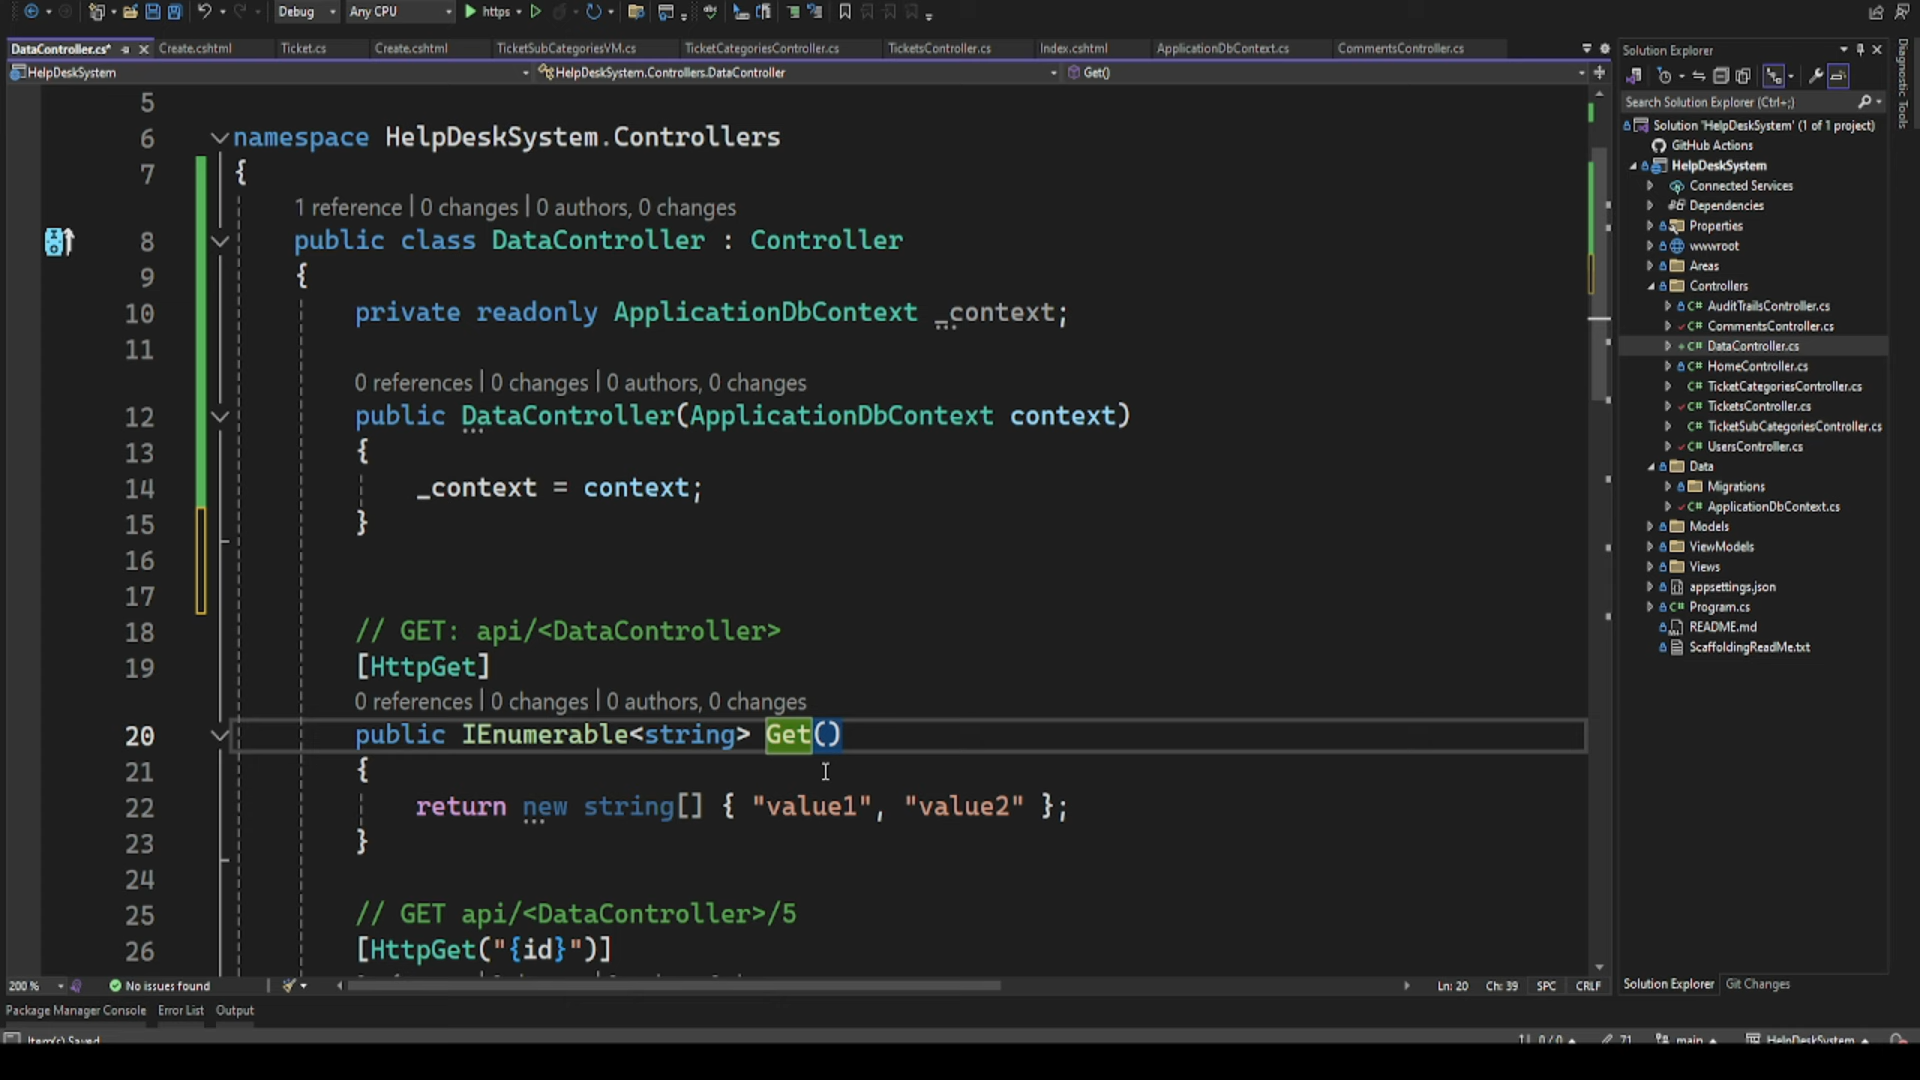 Debug
Any CPU
https
DataController.cs*
Create.cshtml
Ticket.cs
Create.cshtml
TicketSubCategoriesVM.cs
TicketCategoriesController.cs
TicketsController.cs
Index.cshtml
ApplicationDbContext.cs
CommentsController.cs
HelpDeskSystem
HelpDeskSystem.Controllers.DataController
Get()
5
6 namespace HelpDeskSystem.Controllers
7 {
1 reference | 0 changes | 0 authors, 0 changes
8 public class DataController : Controller
9 {
10 private readonly ApplicationDbContext _context;
11
0 references | 0 changes | 0 authors, 0 changes
12 public DataController(ApplicationDbContext context)
13 {
14 _context = context;
15 }
16
17
18 // GET: api/<DataController>
19 [HttpGet]
0 references | 0 changes | 0 authors, 0 changes
20 public IEnumerable<string> Get()
21 {
22 return new string[] { "value1", "value2" };
23 }
24
25 // GET api/<DataController>/5
26 [HttpGet("{id}")]
200 %
No issues found
Ln: 20 Ch: 39 SPC CRLF
Package Manager Console Error List Output
Item(s) Saved
0 / 0
71
main
HelpDeskSystem
Solution Explorer
Search Solution Explorer (Ctrl+;)
Solution 'HelpDeskSystem' (1 of 1 project)
GitHub Actions
HelpDeskSystem
Connected Services
Dependencies
Properties
wwwroot
Areas
Controllers
C# AuditTrailsController.cs
C# CommentsController.cs
C# DataController.cs
C# HomeController.cs
C# TicketCategoriesController.cs
C# TicketsController.cs
C# TicketSubCategoriesController.cs
C# UsersController.cs
Data
Migrations
C# ApplicationDbContext.cs
Models
ViewModels
Views
appsettings.json
C# Program.cs
README.md
ScaffoldingReadMe.txt
Solution Explorer Git Changes
Diagnostic Tools